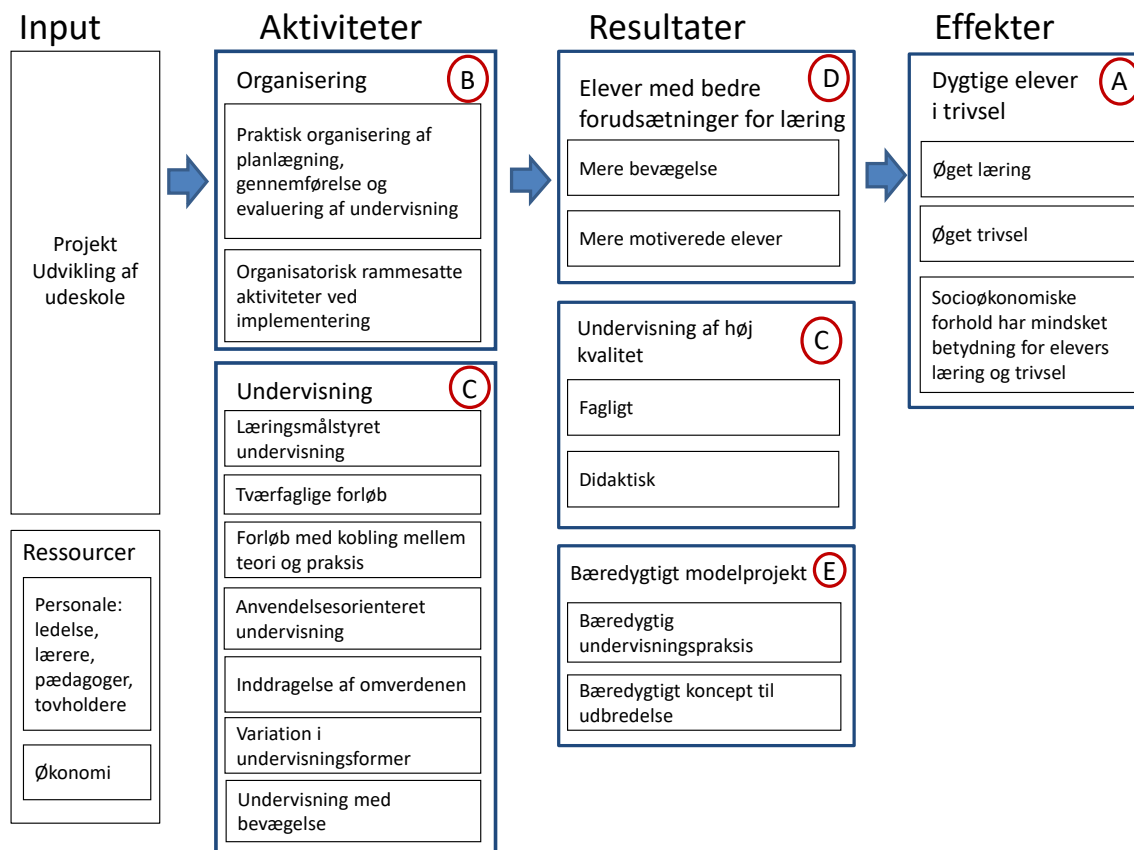 Input
Projekt
Udvikling af
udeskole
Ressourcer
Personale:
ledelse,
lærere,
pædagoger,
tovholdere
Økonomi
Aktiviteter
Organisering
B
Praktisk organisering af
planlægning,
gennemførelse og
evaluering af undervisning
Organisatorisk rammesatte
aktiviteter ved
implementering
Undervisning
C
Læringsmålstyret
undervisning
Tværfaglige forløb
Forløb med kobling mellem
teori og praksis
Anvendelsesorienteret
undervisning
Inddragelse af omverdenen
Variation i
undervisningsformer
Undervisning med
bevægelse
Resultater
Elever med bedre
forudsætninger for læring
D
Mere bevægelse
Mere motiverede elever
Undervisning af høj
kvalitet
C
Fagligt
Didaktisk
Bæredygtigt modelprojekt
E
Bæredygtig
undervisningspraksis
Bæredygtigt koncept til
udbredelse
Effekter
Dygtige elever
i trivsel
A
Øget læring
Øget trivsel
Socioøkonomiske
forhold har mindsket
betydning for elevers
læring og trivsel